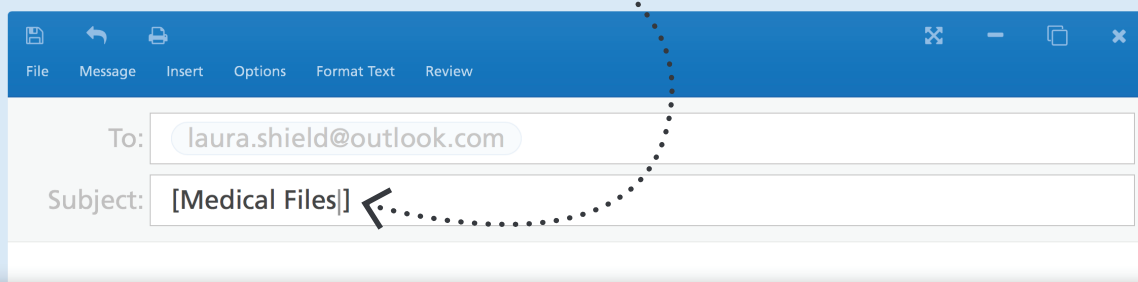 File Message Insert Options Format Text Review
To: laura.shield@outlook.com
Subject: [Medical Files]